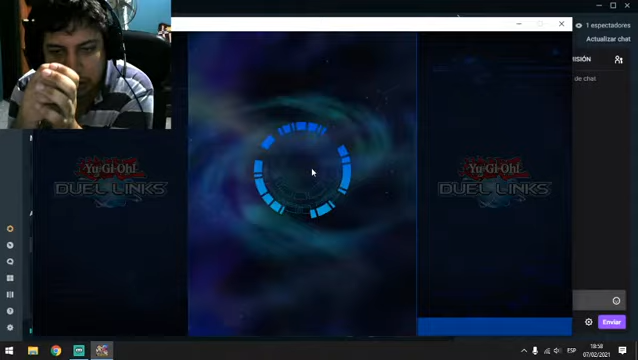 1 espectadores
Actualizar chat
ISIÓN
de chat
Yu-Gi-Oh!
DUEL LINKS
Yu-Gi-Oh!
DUEL LINKS
Enviar
ESP
18:58
07/02/2021